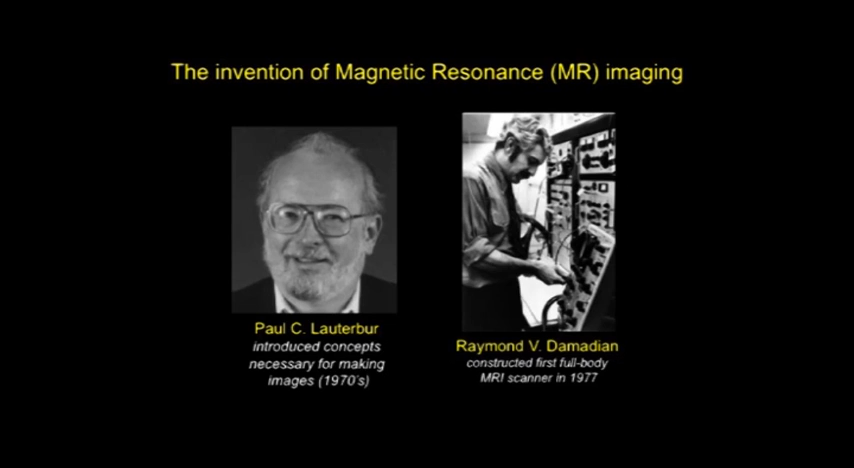 The invention of Magnetic Resonance (MR) imaging
Paul C. Lauterbur
introduced concepts
necessary for making
images (1970's)
Raymond V. Damadian
constructed first full-body
MRI scanner in 1977